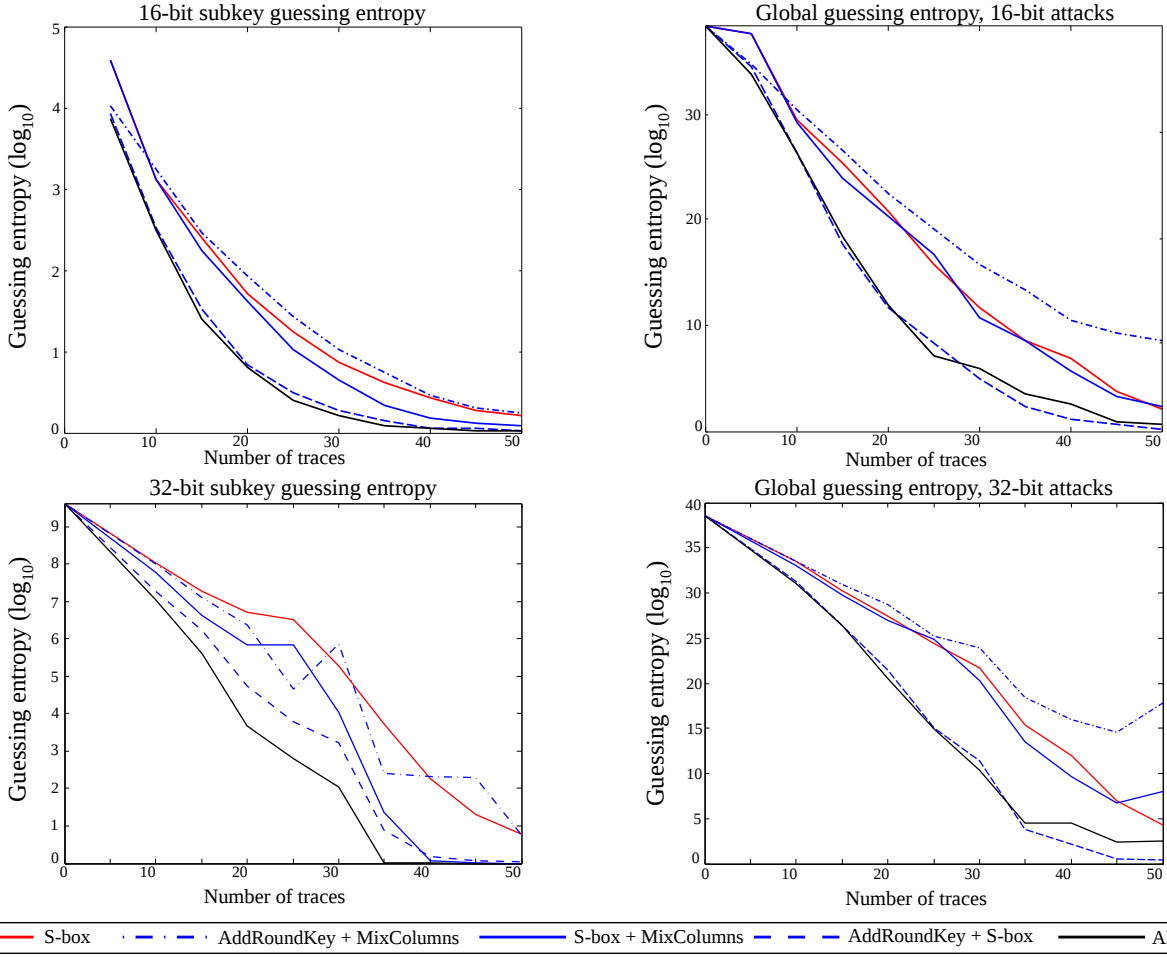 16-bit subkey guessing entropy
Guessing entropy (log10)
5
4
3
2
1
0
0 10 20 30 40 50
Number of traces
Global guessing entropy, 16-bit attacks
Guessing entropy (log10)
30
20
10
0
0 10 20 30 40 50
Number of traces
32-bit subkey guessing entropy
Guessing entropy (log10)
9
8
7
6
5
4
3
2
1
0
0 10 20 30 40 50
Number of traces
Global guessing entropy, 32-bit attacks
Guessing entropy (log10)
40
35
30
25
20
15
10
5
0
0 10 20 30 40 50
Number of traces
S-box AddRoundKey + MixColumns S-box + MixColumns AddRoundKey + S-box